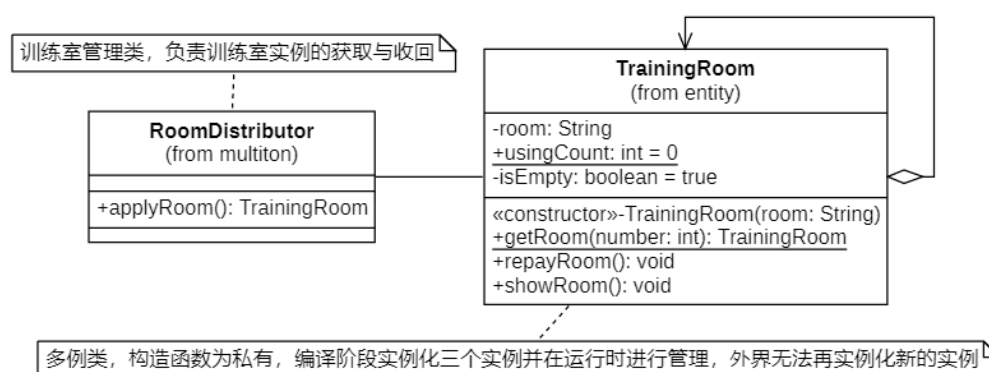 训练室管理类，负责训练室实例的获取与收回
TrainingRoom
(from entity)
-room: String
+usingCount: int = 0
-isEmpty: boolean = true
«constructor»-TrainingRoom(room: String)
+getRoom(number: int): TrainingRoom
+repayRoom(): void
+showRoom(): void
RoomDistributor
(from multiton)
+applyRoom(): TrainingRoom
多例类，构造函数为私有，编译阶段实例化三个实例并在运行时进行管理，外界无法再实例化新的实例